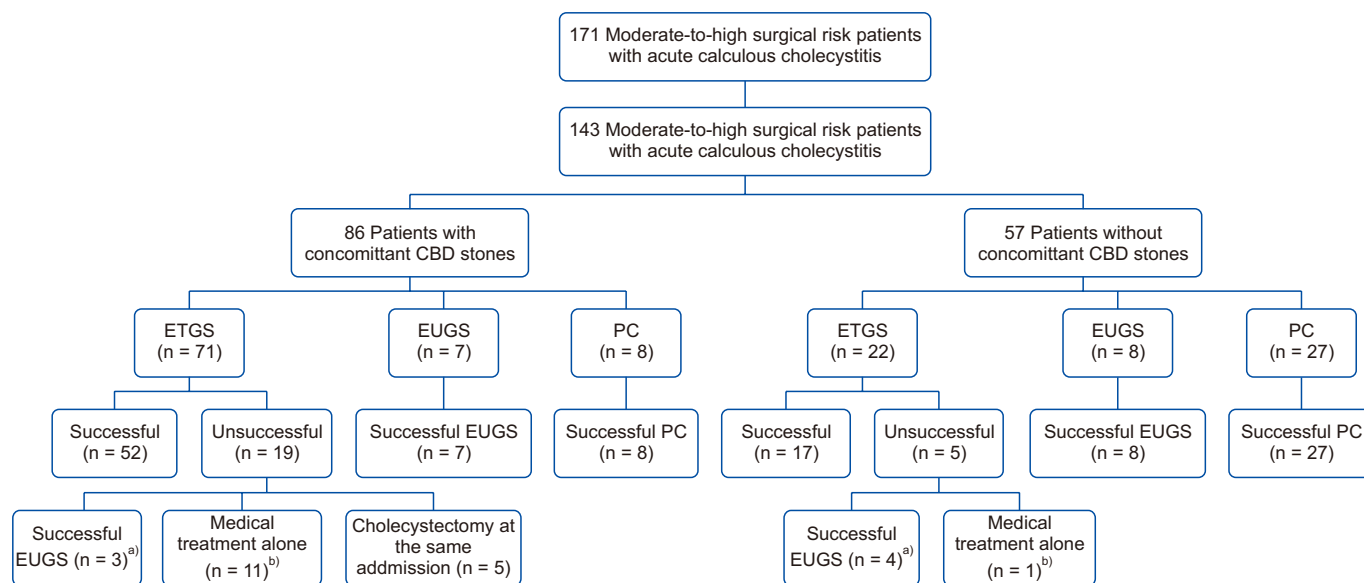 171 Moderate-to-high surgical risk patients
with acute calculous cholecystitis
143 Moderate-to-high surgical risk patients
with acute calculous cholecystitis
86 Patients with
concomittant CBD stones
57 Patients without
concomittant CBD stones
ETGS
(n = 71)
EUGS
(n = 7)
PC
(n = 8)
ETGS
(n = 22)
EUGS
(n = 8)
PC
(n = 27)
Successful
(n = 52)
Unsuccessful
(n = 19)
Successful EUGS
(n = 7)
Successful PC
(n = 8)
Successful
(n = 17)
Unsuccessful
(n = 5)
Successful EUGS
(n = 8)
Successful PC
(n = 27)
Successful
EUGS (n = 3)a)
Medical
treatment alone
(n = 11)b)
Cholecystectomy at
the same
addmission (n = 5)
Successful
EUGS (n = 4)a)
Medical
treatment alone
(n = 1)b)